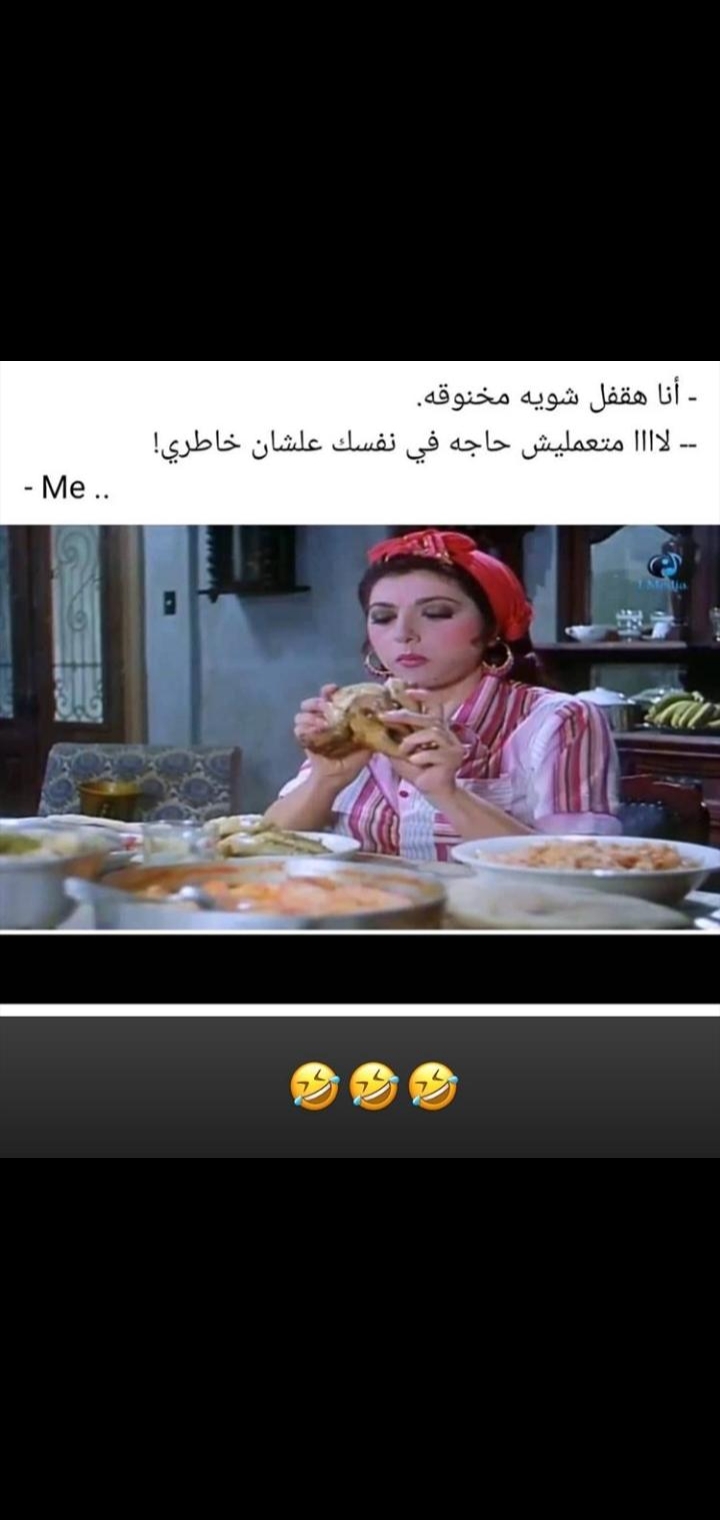 - أنا هقفل شويه مخنوقه.
-- لاااا متعمليش حاجه في نفسك علشان خاطري!
- Me ..